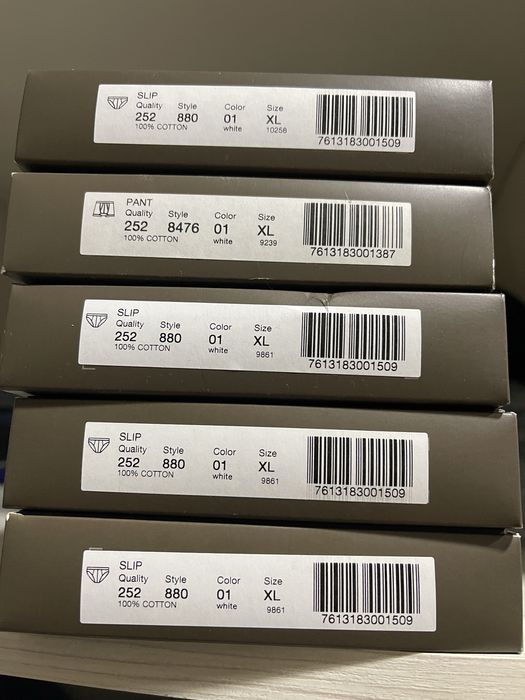 SLIP
Quality Style Color Size
252 880 01 XL
100% COTTON white 10258
7613183001509
PANT
Quality Style Color Size
252 8476 01 XL
100% COTTON white 9239
7613183001387
SLIP
Quality Style Color Size
252 880 01 XL
100% COTTON white 9861
7613183001509
SLIP
Quality Style Color Size
252 880 01 XL
100% COTTON white 9861
7613183001509
SLIP
Quality Style Color Size
252 880 01 XL
100% COTTON white 9861
7613183001509